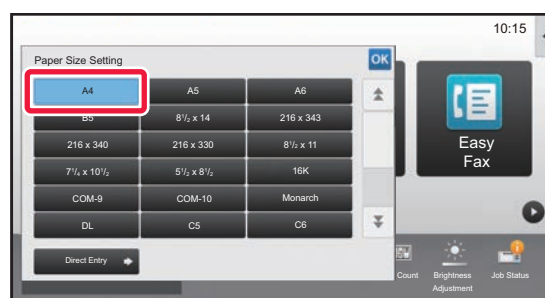 10:15
Paper Size Setting
OK
A4
A5
A6
B5
8½ x 14
216 x 343
216 x 340
216 x 330
8½ x 11
7¼ x 10½
5½ x 8½
16K
COM-9
COM-10
Monarch
DL
C5
C6
Direct Entry
Easy
Fax
Count
Brightness
Adjustment
Job Status